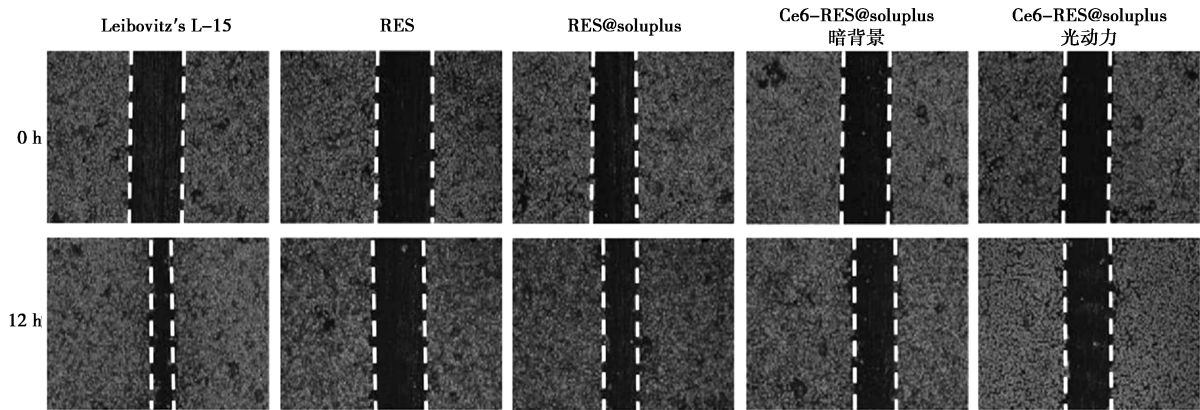 Leibovitz's L-15
RES
RES@soluplus
Ce6-RES@soluplus
暗背景
Ce6-RES@soluplus
光动力
0 h
12 h